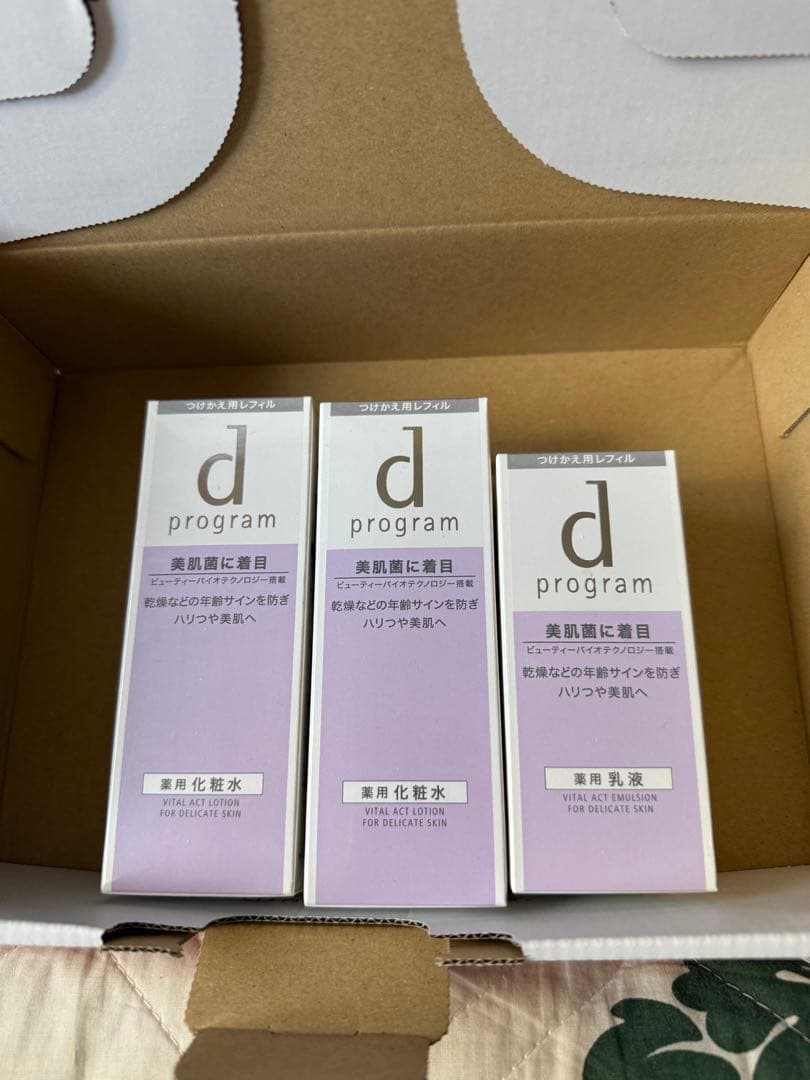 つけかえ用レフィル
d
program
美肌菌に着目
ビューティーバイオテクノロジー搭載
乾燥などの年齢サインを防ぎ
ハリつや美肌へ
薬用 化粧水
VITAL ACT LOTION
FOR DELICATE SKIN
つけかえ用レフィル
d
program
美肌菌に着目
ビューティーバイオテクノロジー搭載
乾燥などの年齢サインを防ぎ
ハリつや美肌へ
薬用 化粧水
VITAL ACT LOTION
FOR DELICATE SKIN
つけかえ用レフィル
d
program
美肌菌に着目
ビューティーバイオテクノロジー搭載
乾燥などの年齢サインを防ぎ
ハリつや美肌へ
薬用 乳液
VITAL ACT EMULSION
FOR DELICATE SKIN